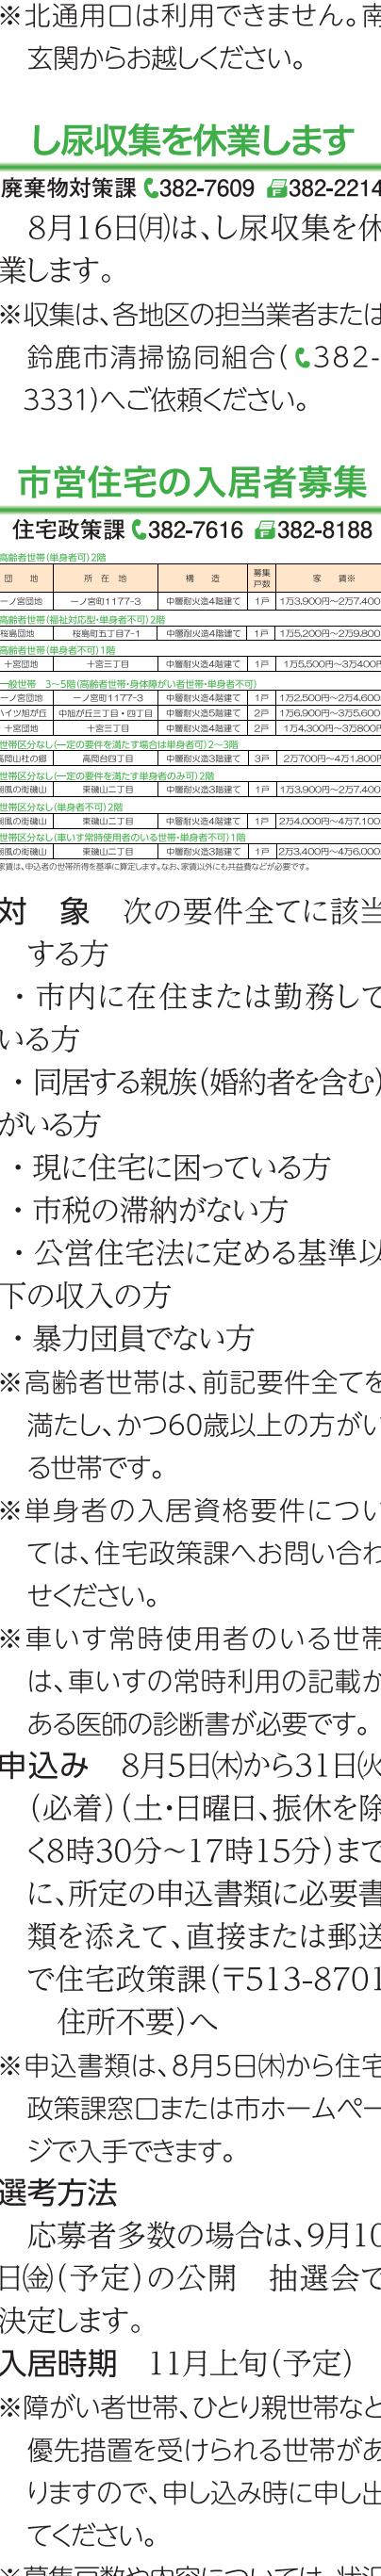 ※北通用口は利用できません。南
玄関からお越しください。
し尿収集を休業します
廃棄物対策課 382-7609 382-2214
8月16日㈪は、し尿収集を休
業します。
※収集は、各地区の担当業者または
鈴鹿市清掃協同組合( 382-
3331)へご依頼ください。
市営住宅の入居者募集
住宅政策課 382-7616 382-8188
高齢者世帯(単身者可)2階
団 地 所 在 地 構 造 募集戸数 家 賃※
一ノ宮団地 一ノ宮町1177-3 中層耐火造4階建て 1戸 1万3,900円~2万7,400
高齢者世帯(福祉対応型・単身者不可)2階
桜島団地 桜島町五丁目7-1 中層耐火造4階建て 1戸 1万5,200円~2万9,800
高齢者世帯(単身者不可)1階
十宮団地 十宮三丁目 中層耐火造4階建て 1戸 1万5,500円~3万400円
一般世帯 3~5階(高齢者世帯・身体障がい者世帯・単身者不可)
一ノ宮団地 一ノ宮町1177-3 中層耐火造4階建て 1戸 1万2,500円~2万4,600
ハイツ旭が丘 中旭が丘三丁目・四丁目 中層耐火造5階建て 2戸 1万6,900円~3万5,600
十宮団地 十宮三丁目 中層耐火造4階建て 2戸 1万4,300円~3万800円
世帯区分なし(一定の要件を満たす場合は単身者可)2~3階
高岡山杜の郷 高岡台四丁目 中層耐火造3階建て 3戸 2万700円~4万1,800円
世帯区分なし(一定の要件を満たす単身者のみ可)2階
潮風の街磯山 東磯山二丁目 中層耐火造3階建て 1戸 1万3,900円~2万7,400
世帯区分なし(単身者不可)2階
潮風の街磯山 東磯山二丁目 中層耐火造4階建て 1戸 2万4,000円~4万7,100
世帯区分なし(車いす常時使用者のいる世帯・単身者不可)1階
潮風の街磯山 東磯山二丁目 中層耐火造3階建て 1戸 2万3,400円~4万6,000
家賃は、申込者の世帯所得を基準に算定します。なお、家賃以外にも共益費などが必要です。
対 象 次の要件全てに該当
する方
・市内に在住または勤務して
いる方
・同居する親族(婚約者を含む)
がいる方
・現に住宅に困っている方
・市税の滞納がない方
・公営住宅法に定める基準以
下の収入の方
・暴力団員でない方
※高齢者世帯は、前記要件全てを
満たし、かつ60歳以上の方がい
る世帯です。
※単身者の入居資格要件につい
ては、住宅政策課へお問い合わ
せください。
※車いす常時使用者のいる世帯
は、車いすの常時利用の記載が
ある医師の診断書が必要です。
申込み 8月5日㈭から31日㈫
(必着)(土・日曜日、振休を除
く8時30分~17時15分)まで
に、所定の申込書類に必要書
類を添えて、直接または郵送
で住宅政策課(〒513-8701
住所不要)へ
※申込書類は、8月5日㈭から住宅
政策課窓口または市ホームペー
ジで入手できます。
選考方法
応募者多数の場合は、9月10
日㈮(予定)の公開 抽選会で
決定します。
入居時期 11月上旬(予定)
※障がい者世帯、ひとり親世帯など
優先措置を受けられる世帯があ
りますので、申し込み時に申し出
てください。